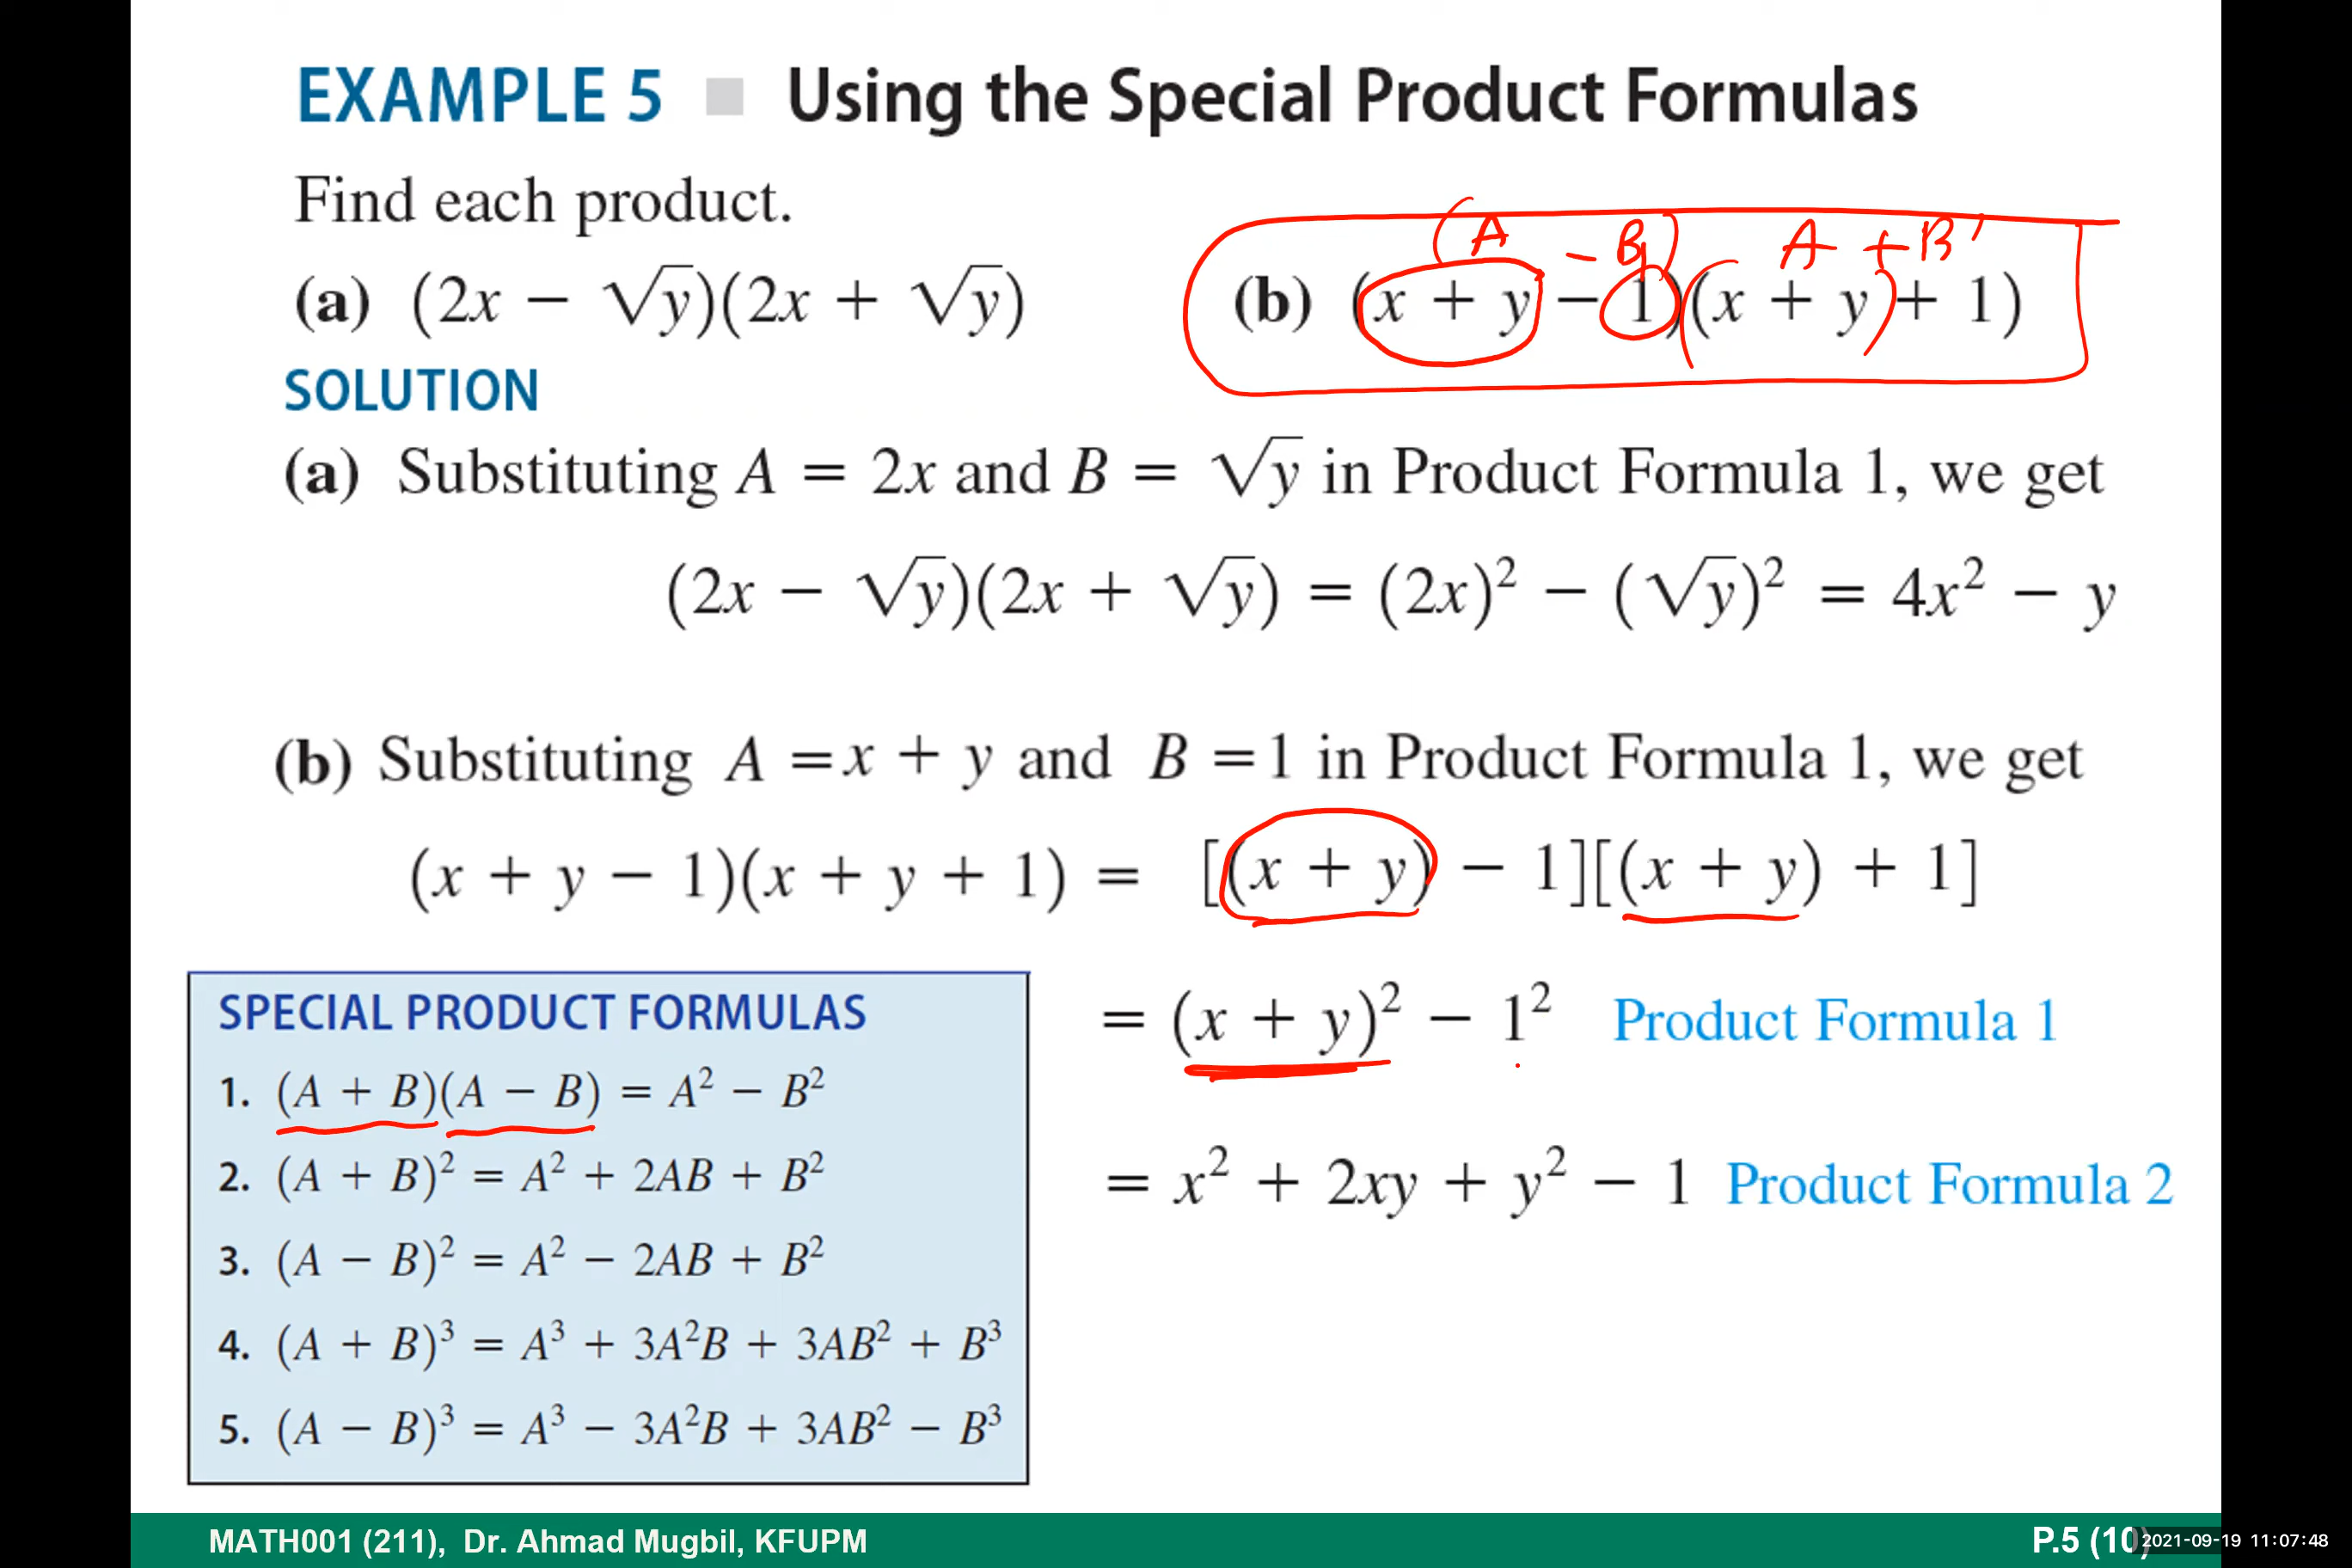 EXAMPLE 5 ■ Using the Special Product Formulas
Find each product.
(A − B) A + B
(a) (2x − √y)(2x + √y) (b) (x + y − 1)(x + y + 1)
SOLUTION
(a) Substituting A = 2x and B = √y in Product Formula 1, we get
(2x − √y)(2x + √y) = (2x)² − (√y)² = 4x² − y
(b) Substituting A = x + y and B = 1 in Product Formula 1, we get
(x + y − 1)(x + y + 1) = [(x + y) − 1][(x + y) + 1]
= (x + y)² − 1² Product Formula 1
= x² + 2xy + y² − 1 Product Formula 2
SPECIAL PRODUCT FORMULAS
1. (A + B)(A − B) = A² − B²
2. (A + B)² = A² + 2AB + B²
3. (A − B)² = A² − 2AB + B²
4. (A + B)³ = A³ + 3A²B + 3AB² + B³
5. (A − B)³ = A³ − 3A²B + 3AB² − B³
MATH001 (211), Dr. Ahmad Mugbil, KFUPM
P.5 (10) 2021-09-19 11:07:48